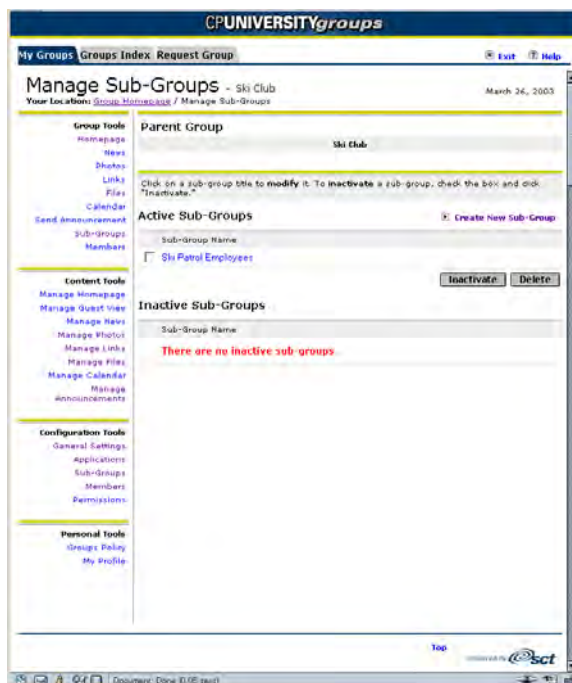 CPUNIVERSITYgroups
My Groups Groups Index Request Group
Exit Help
Manage Sub-Groups - Ski Club
March 26, 2003
Your Location: Group Homepage / Manage Sub-Groups
Group Tools
Homepage
News
Photos
Links
Files
Calendar
Send Announcement
Sub-Groups
Members
Content Tools
Manage Homepage
Manage Guest View
Manage News
Manage Photos
Manage Links
Manage Files
Manage Calendar
Manage
Announcements
Configuration Tools
General Settings
Applications
Sub-Groups
Members
Permissions
Personal Tools
Groups Policy
My Profile
Parent Group
Ski Club
Click on a sub-group title to modify it. To inactivate a sub-group, check the box and click
"Inactivate."
Active Sub-Groups
Create New Sub-Group
Sub-Group Name
Ski Patrol Employees
Inactivate Delete
Inactive Sub-Groups
Sub-Group Name
There are no inactive sub-groups
Top
sct
Document: Done